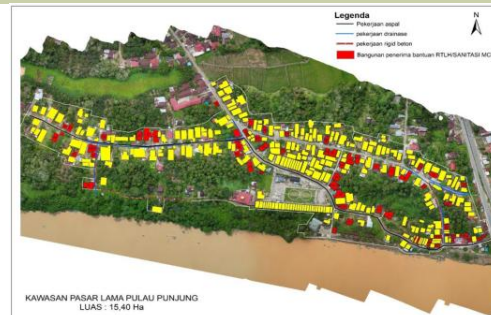 Legenda
N
Pekerjaan aspal
pekerjaan drainase
pekerjaan rigid beton
Bangunan penerima bantuan RTLH/SANITASI MC
KAWASAN PASAR LAMA PULAU PUNJUNG
LUAS : 15,40 Ha